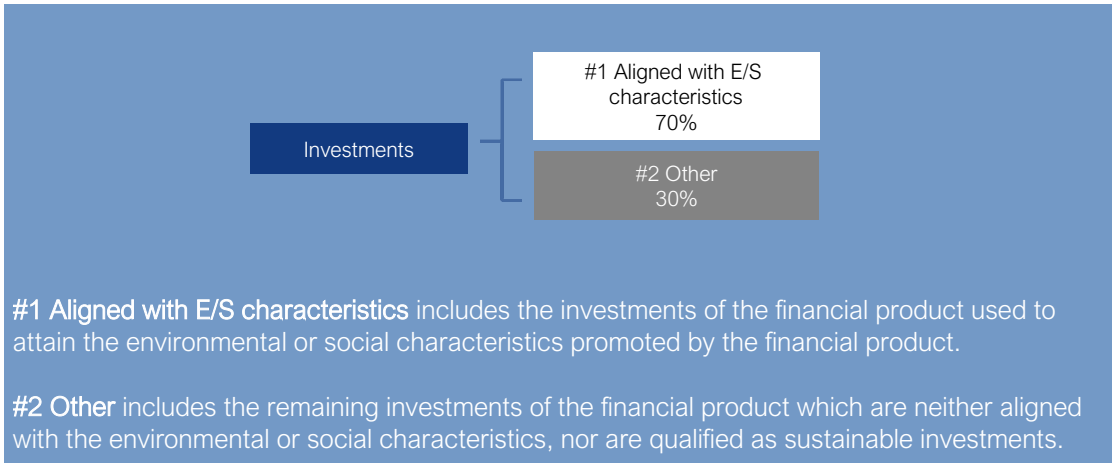 #1 Aligned with E/S
characteristics
70%
Investments
#2 Other
30%
#1 Aligned with E/S characteristics includes the investments of the financial product used to
attain the environmental or social characteristics promoted by the financial product.
#2 Other includes the remaining investments of the financial product which are neither aligned
with the environmental or social characteristics, nor are qualified as sustainable investments.